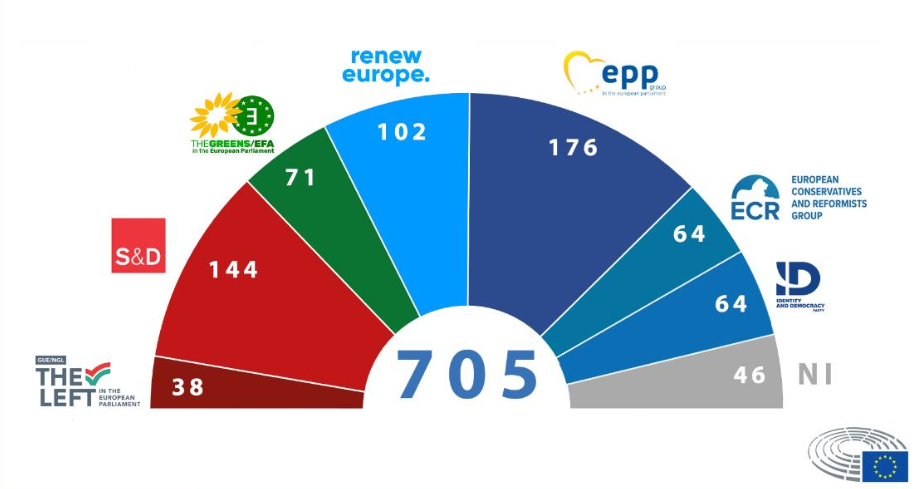 renew
europe.
epp
group
in the european parliament
THEGREENS/EFA
in the European Parliament
102
176
71
EUROPEAN
CONSERVATIVES
AND REFORMISTS
GROUP
ECR
64
S&D
144
ID
IDENTITY
AND DEMOCRACY
PARTY
64
GUE/NGL
THE
LEFT
IN THE
EUROPEAN
PARLIAMENT
38
705
46
NI